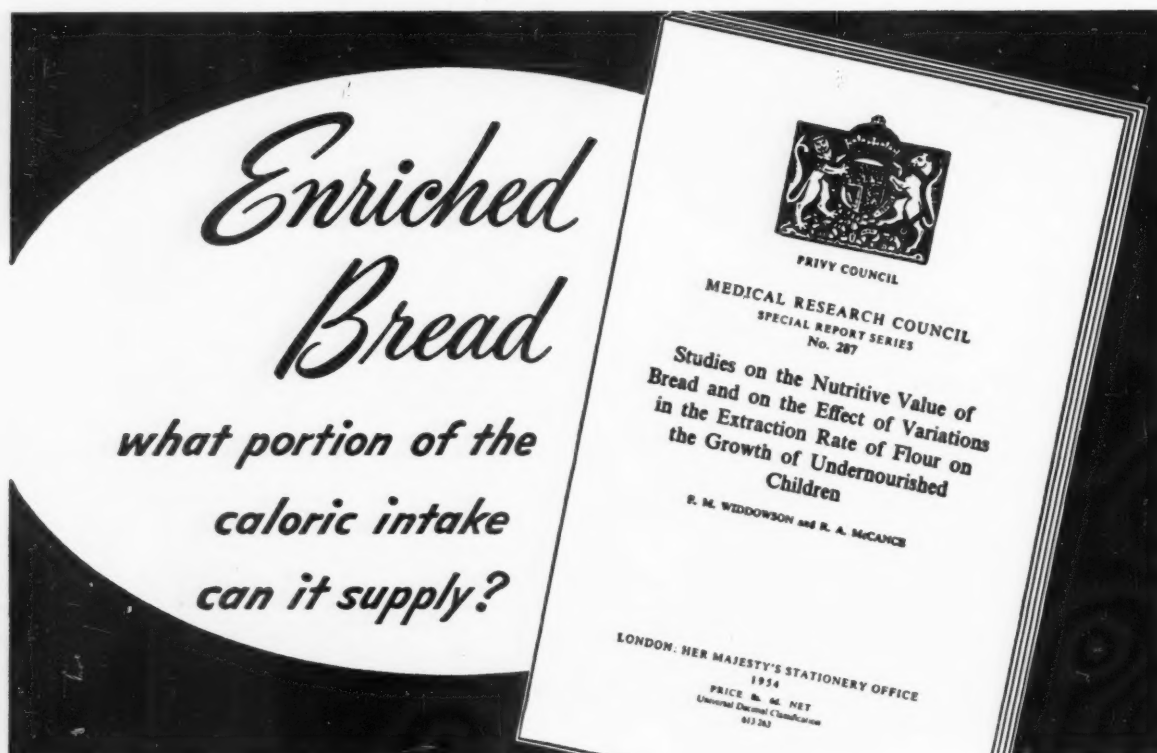 Enriched
Bread
what portion of the
caloric intake
can it supply?
PRIVY COUNCIL
MEDICAL RESEARCH COUNCIL
SPECIAL REPORT SERIES
No. 287
Studies on the Nutritive Value of
Bread and on the Effect of Variations
in the Extraction Rate of Flour on
the Growth of Undernourished
Children
WIDDOWSON and R. A. McCANCE
LONDON: HER MAJESTY'S STATIONERY OFFICE
1954
PRICE 6d. NET
Universal Decimal Classification